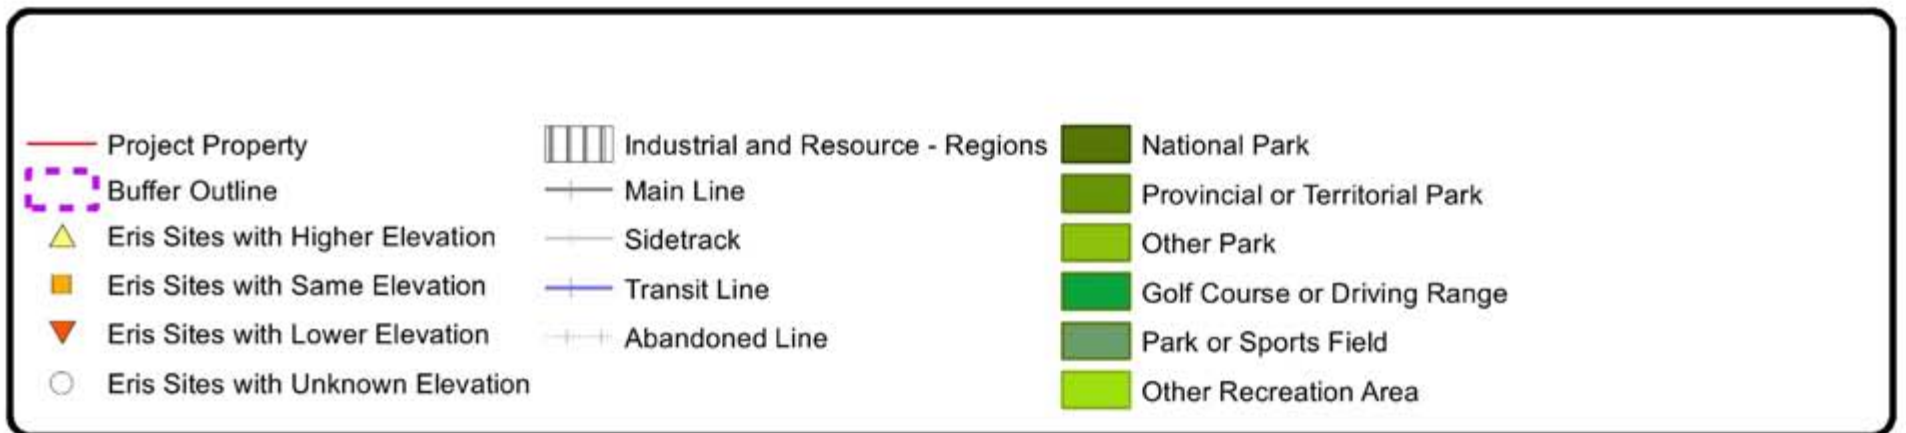 Project Property
Buffer Outline
Eris Sites with Higher Elevation
Eris Sites with Same Elevation
Eris Sites with Lower Elevation
Eris Sites with Unknown Elevation
Industrial and Resource - Regions
Main Line
Sidetrack
Transit Line
Abandoned Line
National Park
Provincial or Territorial Park
Other Park
Golf Course or Driving Range
Park or Sports Field
Other Recreation Area